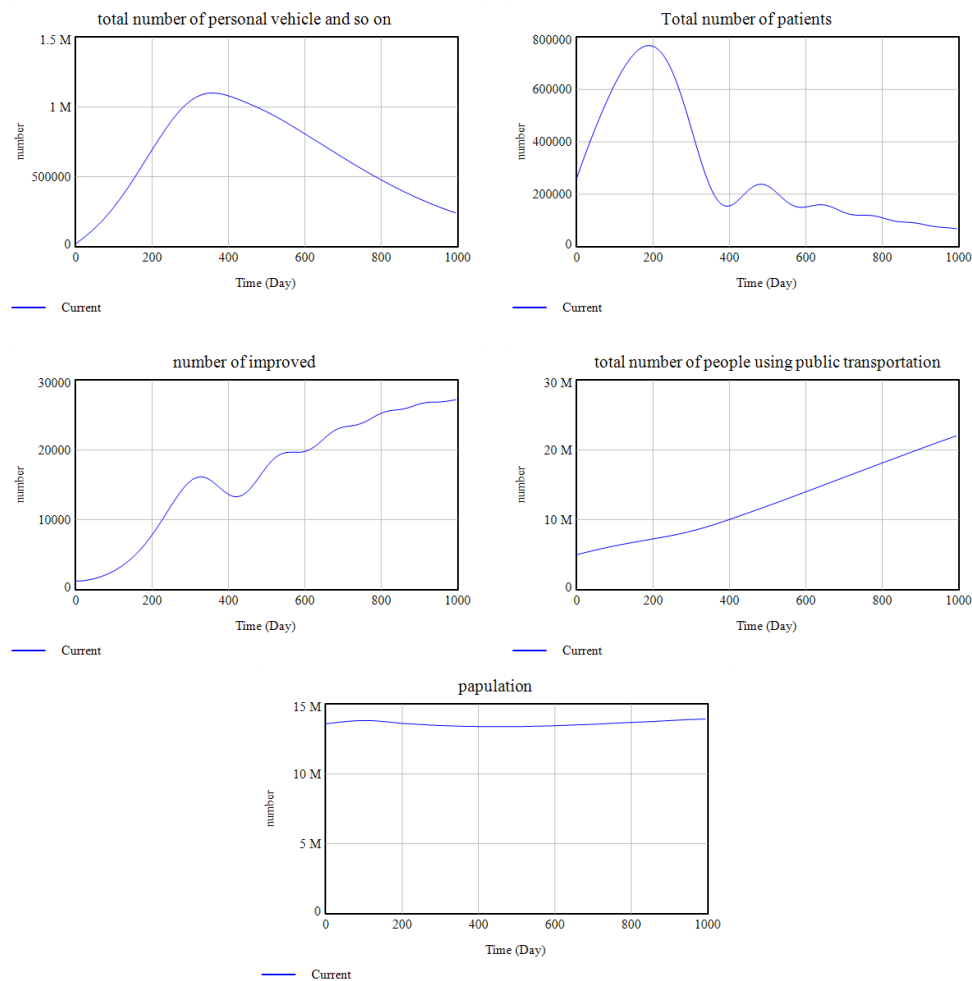 total number of personal vehicle and so on
1.5 M
1 M
500000
0
number
0 200 400 600 800 1000
Time (Day)
Current
Total number of patients
800000
600000
400000
200000
0
number
0 200 400 600 800 1000
Time (Day)
Current
number of improved
30000
20000
10000
0
number
0 200 400 600 800 1000
Time (Day)
Current
total number of people using public transportation
30 M
20 M
10 M
0
number
0 200 400 600 800 1000
Time (Day)
Current
papulation
15 M
10 M
5 M
0
number
0 200 400 600 800 1000
Time (Day)
Current